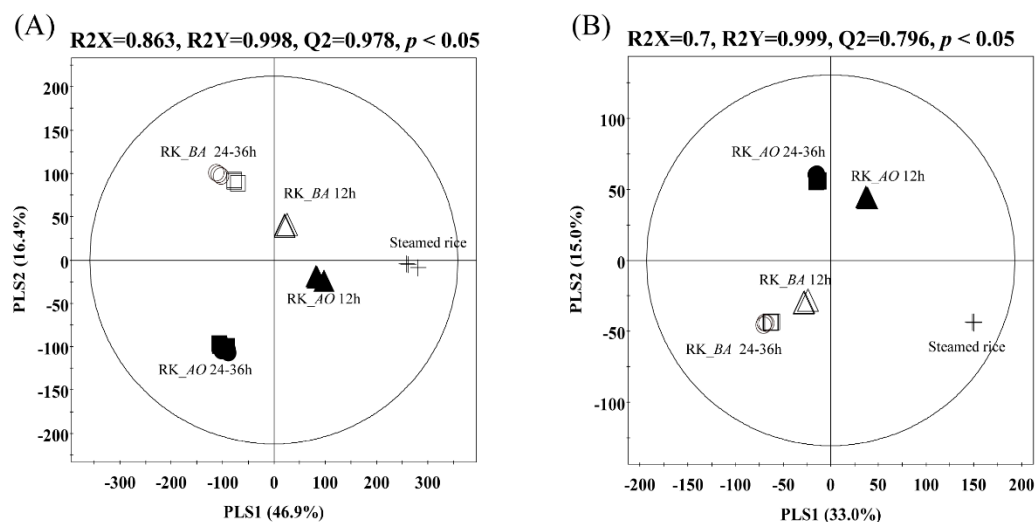 (A)
R2X=0.863, R2Y=0.998, Q2=0.978, p < 0.05
200
150
100
50
0
-50
-100
-150
-200
PLS2 (16.4%)
RK_BA 24-36h
RK_BA 12h
Steamed rice
RK_AO 12h
RK_AO 24-36h
-300 -200 -100 0 100 200 300
PLS1 (46.9%)
(B)
R2X=0.7, R2Y=0.999, Q2=0.796, p < 0.05
100
50
0
-50
-100
PLS2 (15.0%)
RK_AO 24-36h
RK_AO 12h
RK_BA 12h
RK_BA 24-36h
Steamed rice
-200 -150 -100 -50 0 50 100 150 200
PLS1 (33.0%)